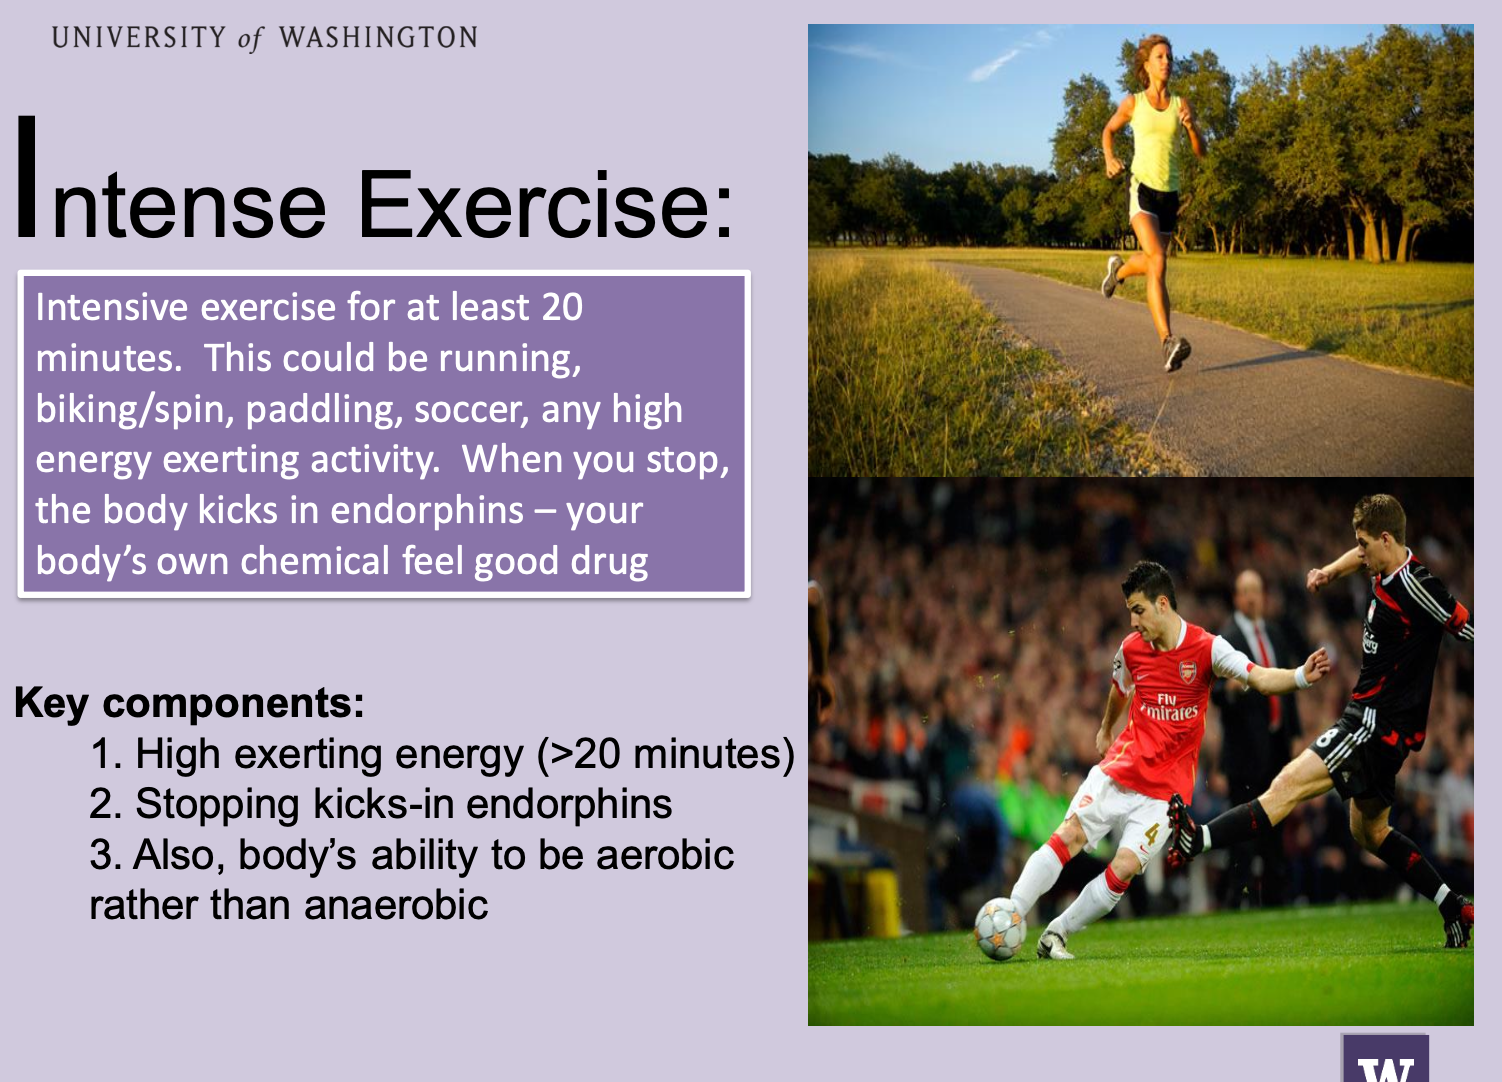 UNIVERSITY of WASHINGTON
Intense Exercise:
Intensive exercise for at least 20
minutes.  This could be running,
biking/spin, paddling, soccer, any high
energy exerting activity.  When you stop,
the body kicks in endorphins – your
body’s own chemical feel good drug
Key components:
1. High exerting energy (>20 minutes)
2. Stopping kicks-in endorphins
3. Also, body’s ability to be aerobic
rather than anaerobic
Fly
Emirates
4
8
W